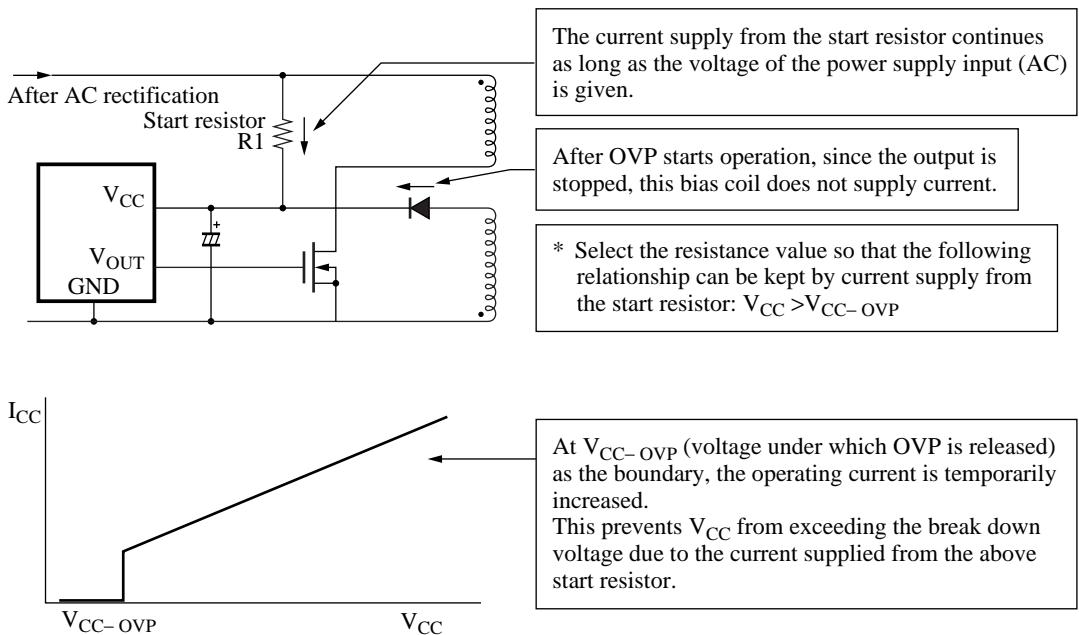 The current supply from the start resistor continues
as long as the voltage of the power supply input (AC)
is given.
After AC rectification
Start resistor
R1
After OVP starts operation, since the output is
stopped, this bias coil does not supply current.
VCC
+
VOUT
GND
* Select the resistance value so that the following
relationship can be kept by current supply from
the start resistor: VCC >VCC– OVP
ICC
At VCC– OVP (voltage under which OVP is released)
as the boundary, the operating current is temporarily
increased.
This prevents VCC from exceeding the break down
voltage due to the current supplied from the above
start resistor.
VCC– OVP
VCC